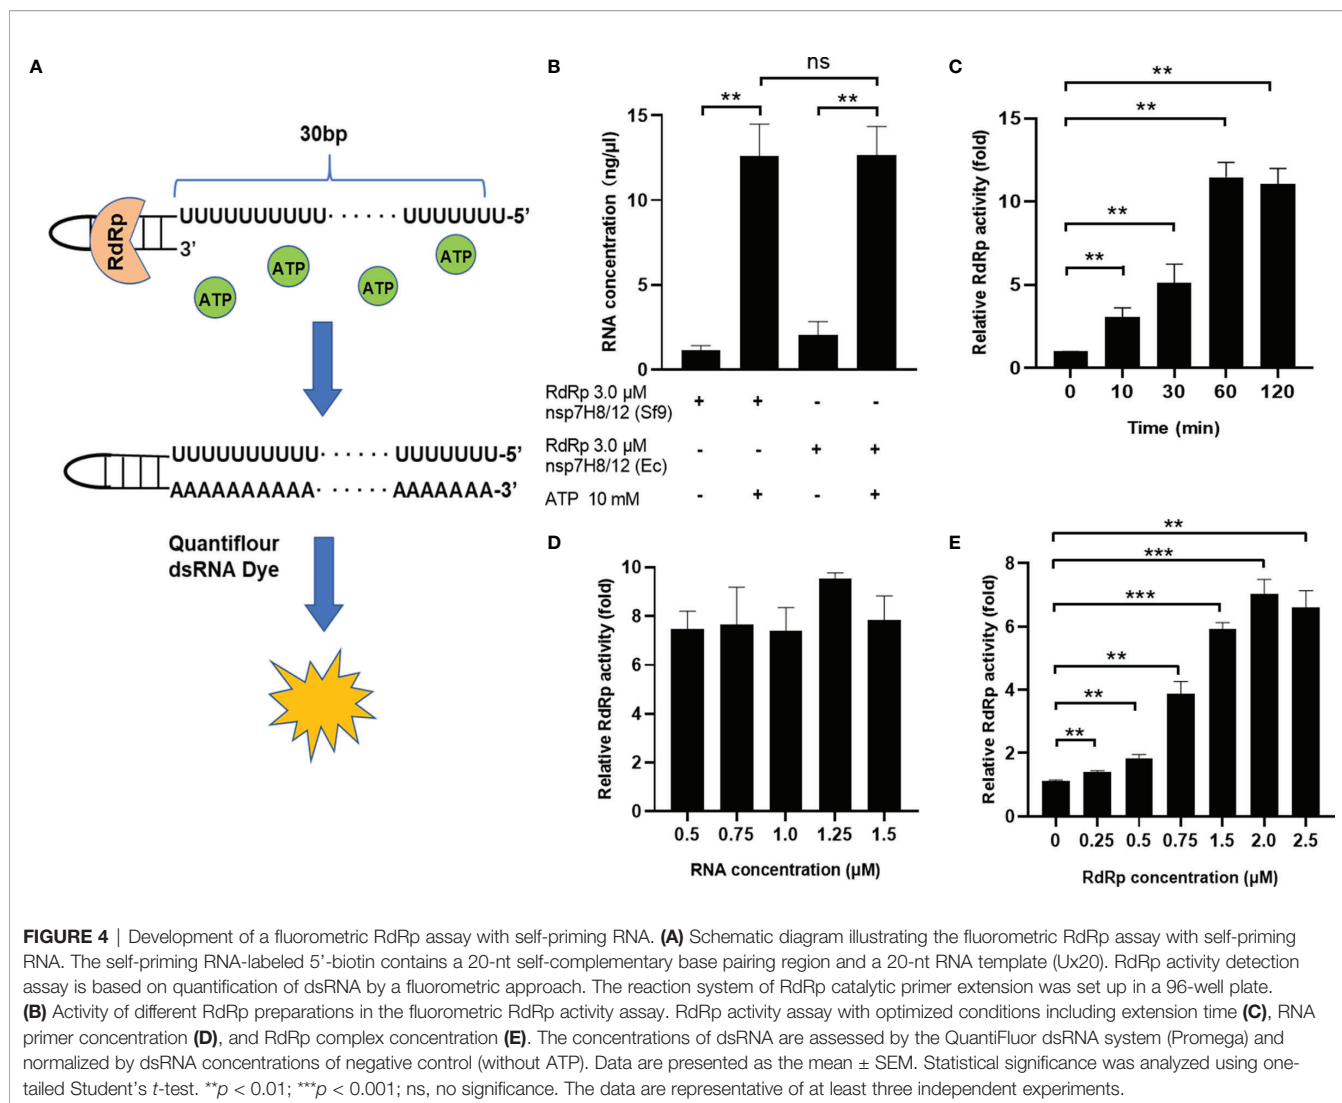 A
30bp
UUUUUUUUUU······UUUUUUU-5’
RdRp
3’
ATP
ATP
ATP
ATP
UUUUUUUUUU······UUUUUUU-5’
AAAAAAAAAA······AAAAAAA-3’
Quantiflour
dsRNA Dye
B
ns
** **
RNA concentration (ng/µl)
15
10
5
0
RdRp 3.0 µM
nsp7H8/12 (Sf9) + + - -
RdRp 3.0 µM
nsp7H8/12 (Ec) - - + +
ATP 10 mM - + - +
C
**
**
**
**
Relative RdRp activity (fold)
15
10
5
0
0 10 30 60 120
Time (min)
D
Relative RdRp activity (fold)
10
8
6
4
2
0
0.5 0.75 1.0 1.25 1.5
RNA concentration (µM)
E
**
***
***
**
**
**
Relative RdRp activity (fold)
8
6
4
2
0
0 0.25 0.5 0.75 1.5 2.0 2.5
RdRp concentration (µM)
FIGURE 4 | Development of a fluorometric RdRp assay with self-priming RNA. (A) Schematic diagram illustrating the fluorometric RdRp assay with self-priming
RNA. The self-priming RNA-labeled 5’-biotin contains a 20-nt self-complementary base pairing region and a 20-nt RNA template (Ux20). RdRp activity detection
assay is based on quantification of dsRNA by a fluorometric approach. The reaction system of RdRp catalytic primer extension was set up in a 96-well plate.
(B) Activity of different RdRp preparations in the fluorometric RdRp activity assay. RdRp activity assay with optimized conditions including extension time (C), RNA
primer concentration (D), and RdRp complex concentration (E). The concentrations of dsRNA are assessed by the QuantiFluor dsRNA system (Promega) and
normalized by dsRNA concentrations of negative control (without ATP). Data are presented as the mean ± SEM. Statistical significance was analyzed using one-
tailed Student’s t-test. **p < 0.01; ***p < 0.001; ns, no significance. The data are representative of at least three independent experiments.